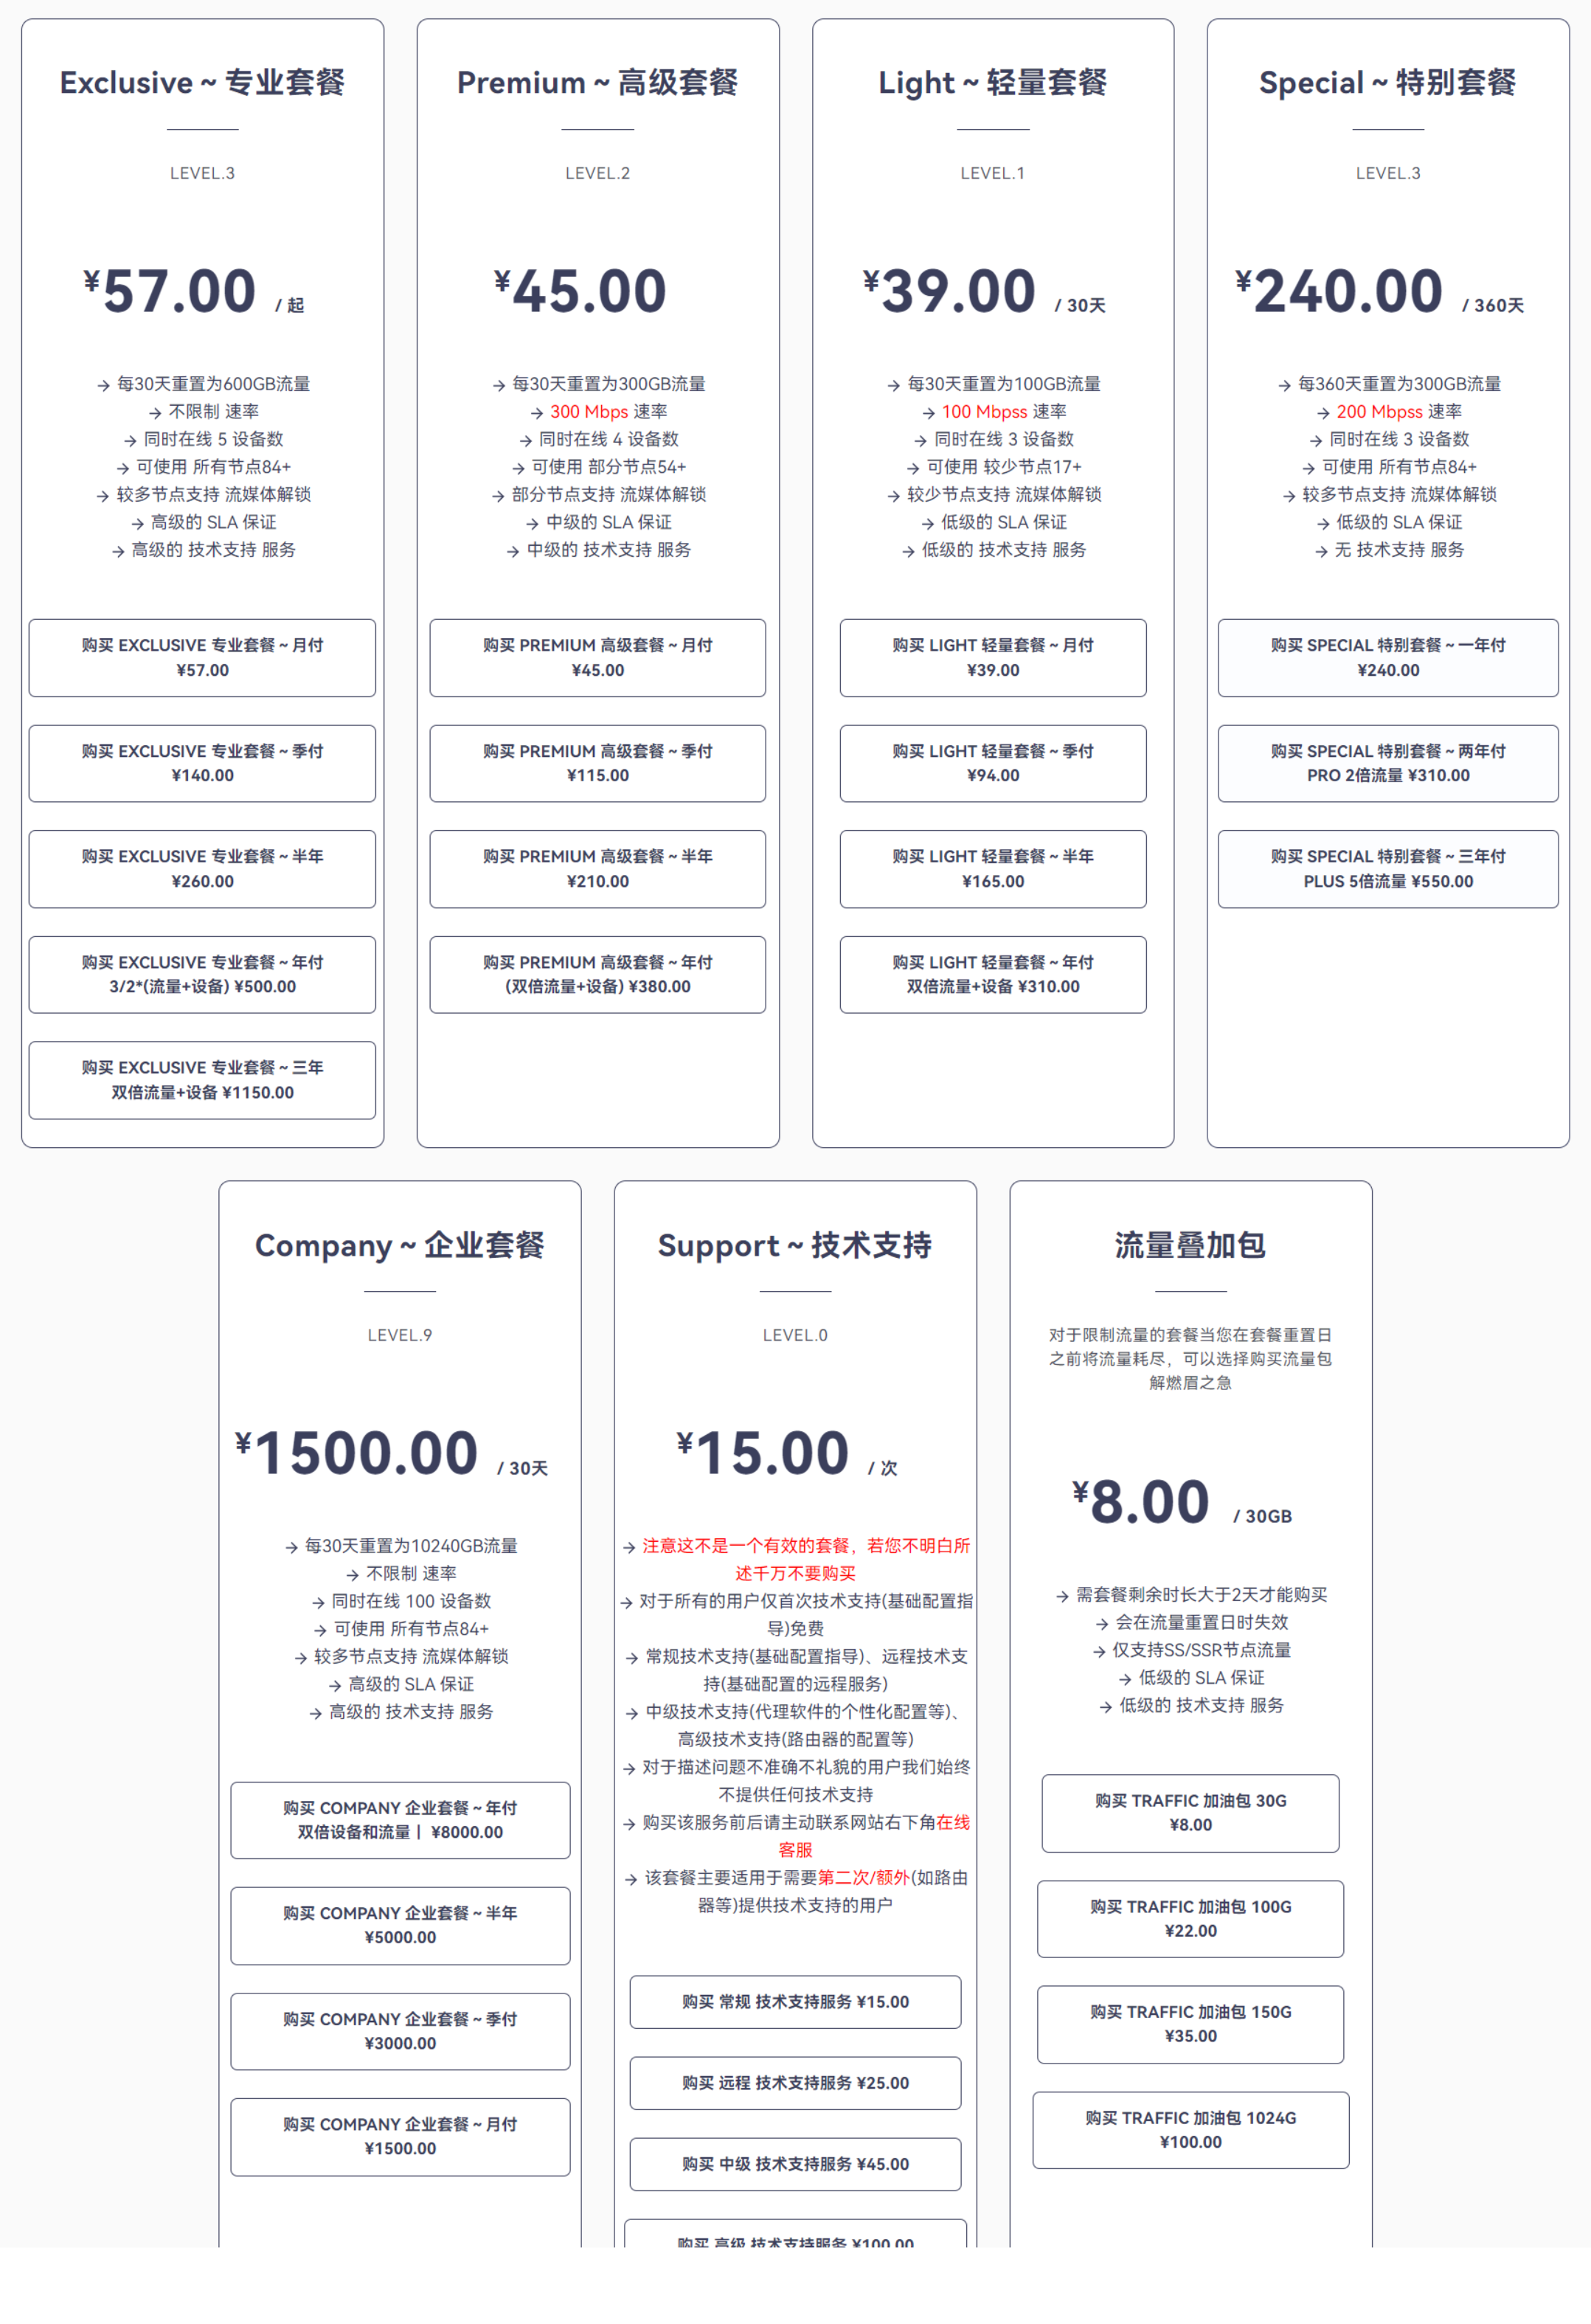 Exclusive ~ 专业套餐
LEVEL.3
¥57.00 / 起
→ 每30天重置为600GB流量
→ 不限制 速率
→ 同时在线 5 设备数
→ 可使用 所有节点84+
→ 较多节点支持 流媒体解锁
→ 高级的 SLA 保证
→ 高级的 技术支持 服务
购买 EXCLUSIVE 专业套餐 ~ 月付
¥57.00
购买 EXCLUSIVE 专业套餐 ~ 季付
¥140.00
购买 EXCLUSIVE 专业套餐 ~ 半年
¥260.00
购买 EXCLUSIVE 专业套餐 ~ 年付
3/2*(流量+设备) ¥500.00
购买 EXCLUSIVE 专业套餐 ~ 三年
双倍流量+设备 ¥1150.00
Premium ~ 高级套餐
LEVEL.2
¥45.00
→ 每30天重置为300GB流量
→ 300 Mbps 速率
→ 同时在线 4 设备数
→ 可使用 部分节点54+
→ 部分节点支持 流媒体解锁
→ 中级的 SLA 保证
→ 中级的 技术支持 服务
购买 PREMIUM 高级套餐 ~ 月付
¥45.00
购买 PREMIUM 高级套餐 ~ 季付
¥115.00
购买 PREMIUM 高级套餐 ~ 半年
¥210.00
购买 PREMIUM 高级套餐 ~ 年付
(双倍流量+设备) ¥380.00
Light ~ 轻量套餐
LEVEL.1
¥39.00 / 30天
→ 每30天重置为100GB流量
→ 100 Mbpss 速率
→ 同时在线 3 设备数
→ 可使用 较少节点17+
→ 较少节点支持 流媒体解锁
→ 低级的 SLA 保证
→ 低级的 技术支持 服务
购买 LIGHT 轻量套餐 ~ 月付
¥39.00
购买 LIGHT 轻量套餐 ~ 季付
¥94.00
购买 LIGHT 轻量套餐 ~ 半年
¥165.00
购买 LIGHT 轻量套餐 ~ 年付
双倍流量+设备 ¥310.00
Special ~ 特别套餐
LEVEL.3
¥240.00 / 360天
→ 每360天重置为300GB流量
→ 200 Mbpss 速率
→ 同时在线 3 设备数
→ 可使用 所有节点84+
→ 较多节点支持 流媒体解锁
→ 低级的 SLA 保证
→ 无 技术支持 服务
购买 SPECIAL 特别套餐 ~ 一年付
¥240.00
购买 SPECIAL 特别套餐 ~ 两年付
PRO 2倍流量 ¥310.00
购买 SPECIAL 特别套餐 ~ 三年付
PLUS 5倍流量 ¥550.00
Company ~ 企业套餐
LEVEL.9
¥1500.00 / 30天
→ 每30天重置为10240GB流量
→ 不限制 速率
→ 同时在线 100 设备数
→ 可使用 所有节点84+
→ 较多节点支持 流媒体解锁
→ 高级的 SLA 保证
→ 高级的 技术支持 服务
购买 COMPANY 企业套餐 ~ 年付
双倍设备和流量丨 ¥8000.00
购买 COMPANY 企业套餐 ~ 半年
¥5000.00
购买 COMPANY 企业套餐 ~ 季付
¥3000.00
购买 COMPANY 企业套餐 ~ 月付
¥1500.00
Support ~ 技术支持
LEVEL.0
¥15.00 / 次
→ 注意这不是一个有效的套餐，若您不明白所
述千万不要购买
→ 对于所有的用户仅首次技术支持(基础配置指
导)免费
→ 常规技术支持(基础配置指导)、远程技术支
持(基础配置的远程服务)
→ 中级技术支持(代理软件的个性化配置等)、
高级技术支持(路由器的配置等)
→ 对于描述问题不准确不礼貌的用户我们始终
不提供任何技术支持
→ 购买该服务前后请主动联系网站右下角在线
客服
→ 该套餐主要适用于需要第二次/额外(如路由
器等)提供技术支持的用户
购买 常规 技术支持服务 ¥15.00
购买 远程 技术支持服务 ¥25.00
购买 中级 技术支持服务 ¥45.00
购买 高级 技术支持服务 ¥100.00
流量叠加包
对于限制流量的套餐当您在套餐重置日
之前将流量耗尽，可以选择购买流量包
解燃眉之急
¥8.00 / 30GB
→ 需套餐剩余时长大于2天才能购买
→ 会在流量重置日时失效
→ 仅支持SS/SSR节点流量
→ 低级的 SLA 保证
→ 低级的 技术支持 服务
购买 TRAFFIC 加油包 30G
¥8.00
购买 TRAFFIC 加油包 100G
¥22.00
购买 TRAFFIC 加油包 150G
¥35.00
购买 TRAFFIC 加油包 1024G
¥100.00